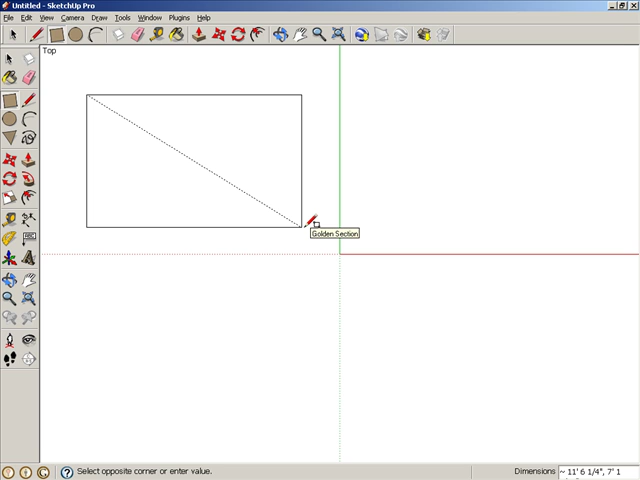 Untitled - SketchUp Pro
File Edit View Camera Draw Tools Window Plugins Help
Top
Golden Section
Select opposite corner or enter value.
Dimensions ~ 11' 6 1/4", 7' 1